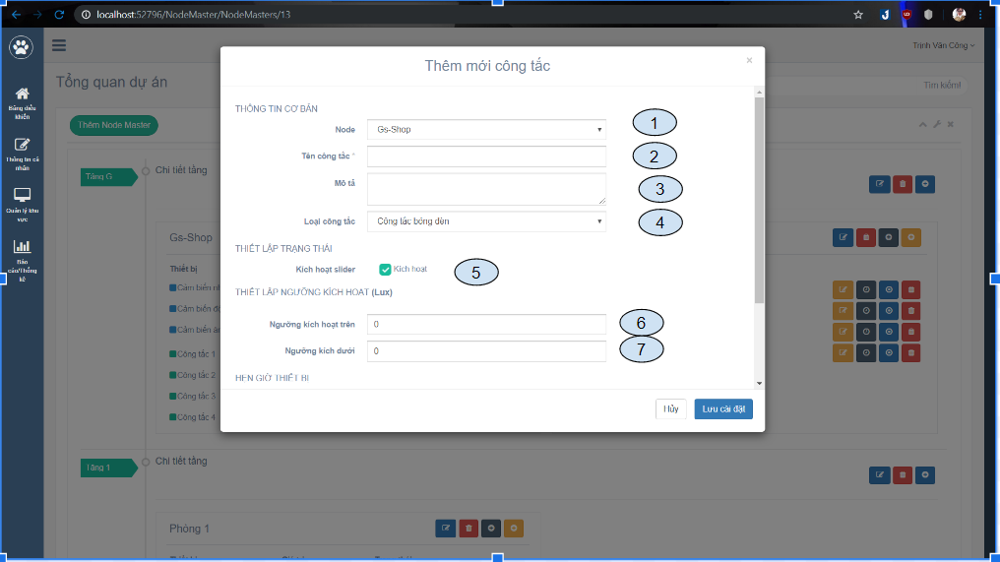 localhost:52796/NodeMaster/NodeMasters/13
Trịnh Văn Công
Tổng quan dự án
Tìm kiếm!
Bảng điều
khiển
Thông tin cá
nhân
Quản lý khu
vực
Báo
cáo/Thống
kê
Thêm Node Master
Tầng G
Chi tiết tầng
Gs-Shop
Thiết bị
Cảm biến nh
Cảm biến độ
Cảm biến án
Công tắc 1
Công tắc 2
Công tắc 3
Công tắc 4
Thêm mới công tắc
×
THÔNG TIN CƠ BẢN
Node
Gs-Shop
1
Tên công tắc *
2
Mô tả
3
Loại công tắc
Công tắc bóng đèn
4
THIẾT LẬP TRẠNG THÁI
Kích hoạt slider
Kích hoạt
5
THIẾT LẬP NGƯỠNG KÍCH HOẠT (Lux)
Ngưỡng kích hoạt trên
0
6
Ngưỡng kích dưới
0
7
HẸN GIỜ THIẾT BỊ
Hủy
Lưu cài đặt
Tầng 1
Chi tiết tầng
Phòng 1